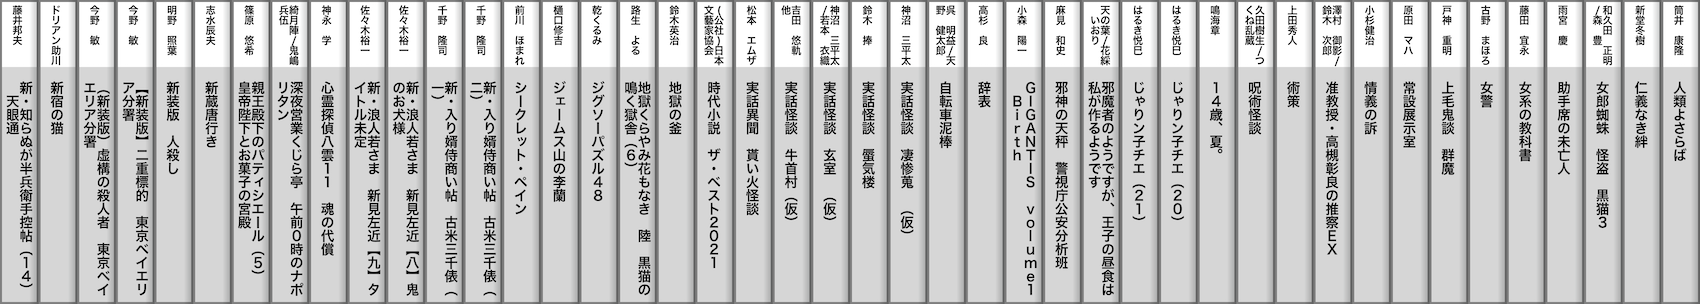 筒井　康隆
人類よさらば
新堂冬樹
仁義なき絆
和久田　正明
/森　豊
女郎蜘蛛　怪盗　黒猫３
雨宮　慶
助手席の未亡人
藤田　宜永
女系の教科書
古野　まほろ
女警
戸神　重明
上毛鬼談　群魔
原田　マハ
常設展示室
小杉健治
情義の訴
澤村　御影/
鈴木　次郎
准教授・高槻彰良の推察ＥＸ
上田秀人
術策
久田樹生/つ
くね乱蔵
呪術怪談
鳴海章
１４歳、夏。
はるき悦巳
じゃりン子チエ（２０）
はるき悦巳
じゃりン子チエ（２１）
天の葉/花綵
いおり
邪魔者のようですが、王子の昼食は
私が作るようです
麻見　和史
邪神の天秤　警視庁公安分析班
小森　陽一
ＧＩＧＡＮＴＩＳ　ｖｏｌｕｍｅ１
Ｂｉｒｔｈ
高杉　良
辞表
呉　明益/天
野　健太郎
自転車泥棒
神沼　三平太
実話怪談　凄惨蒐　（仮）
鈴木　捧
実話怪談　蜃気楼
神沼　三平太
/若本　衣織
実話怪談　玄室　（仮）
吉田　悠軌
他
実話怪談　牛首村（仮）
松本　エムザ
実話異聞　貰い火怪談
(公社)日本
文藝家協会
時代小説　ザ・ベスト２０２１
鈴木英治
地獄の釜
路生　よる
地獄くらやみ花もなき　陸　黒猫の
鳴く獄舎（６）
乾くるみ
ジグソーパズル４８
樋口修吉
ジェームス山の李蘭
前川　ほまれ
シークレット・ペイン
千野　隆司
新・入り婿侍商い帖　古米三千俵（
二）
千野　隆司
新・入り婿侍商い帖　古米三千俵（
一）
佐々木裕一
新・浪人若さま　新見左近【八】鬼
のお犬様
佐々木裕一
新・浪人若さま　新見左近【九】タ
イトル未定
神永　学
心霊探偵八雲１１　魂の代償
綺月陣/鬼嶋
兵伍
深夜営業くじら亭　午前０時のナポ
リタン
篠原　悠希
親王殿下のパティシエール（５）
皇帝陛下とお菓子の宮殿
志水辰夫
新蔵唐行き
明野　照葉
新装版　人殺し
今野　敏
【新装版】二重標的　東京ベイエリ
ア分署
今野　敏
（新装版）虚構の殺人者　東京ベイ
エリア分署
ドリアン助川
新宿の猫
藤井邦夫
新・知らぬが半兵衛手控帖（１４）
天眼通